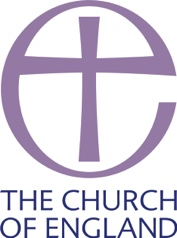 THE CHURCH
OF ENGLAND